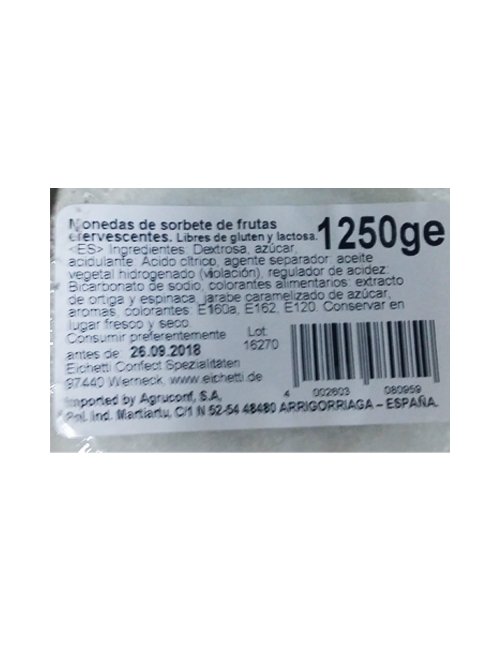 Monedas de sorbete de frutas
efervescentes. Libres de gluten y lactosa.
1250ge
<ES> Ingredientes: Dextrosa, azúcar,
acidulante: Ácido cítrico, agente separador: aceite
vegetal hidrogenado (violación), regulador de acidez:
Bicarbonato de sodio, colorantes alimentarios: extracto
de ortiga y espinaca, jarabe caramelizado de azúcar,
aromas, colorantes: E160a, E162, E120. Conservar en
lugar fresco y seco.
Consumir preferentemente
antes de 26.09.2018
Lot:
16270
Eichetti Confect Spezialitäten
97440 Werneck, www.eichetti.de
4 002603 080959
Imported by Agruconf, S.A.
Pol. Ind. Martiartu, C/1 N 52-54 48480 ARRIGORRIAGA - ESPAÑA.